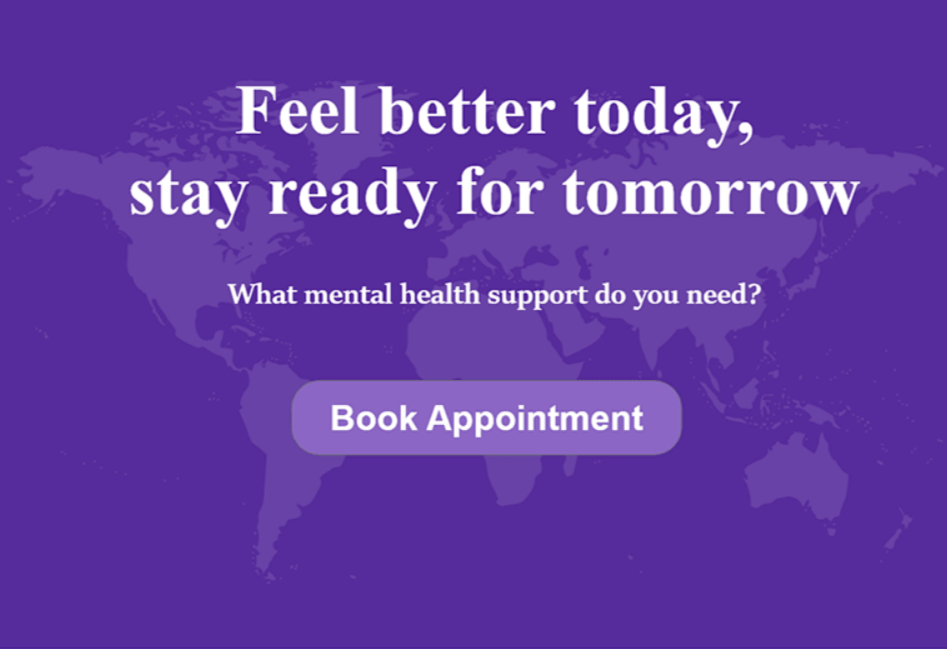 Feel better today,
stay ready for tomorrow
What mental health support do you need?
Book Appointment